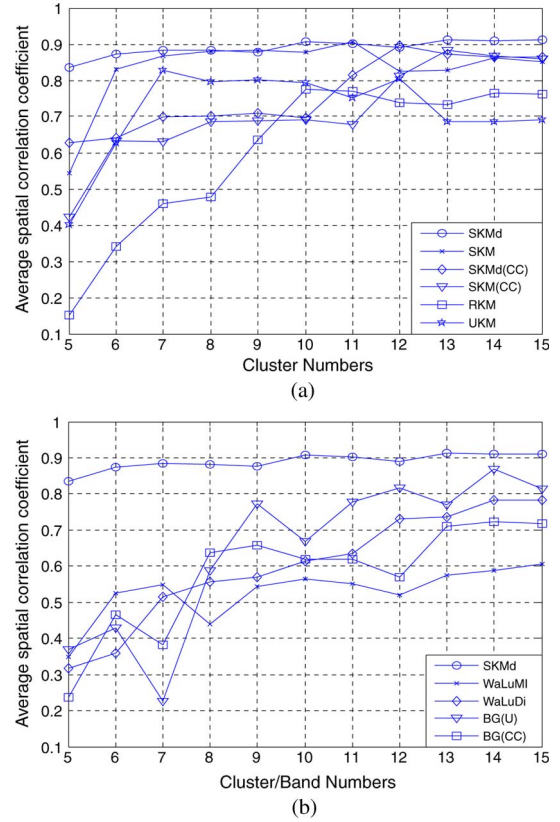 1
0.9
0.8
0.7
0.6
0.5
0.4
0.3
0.2
0.1
Average spatial correlation coefficient
SKMd
SKM
SKMd(CC)
SKM(CC)
RKM
UKM
5 6 7 8 9 10 11 12 13 14 15
Cluster Numbers
(a)
1
0.9
0.8
0.7
0.6
0.5
0.4
0.3
0.2
0.1
Average spatial correlation coefficient
SKMd
WaLuMI
WaLuDi
BG(U)
BG(CC)
5 6 7 8 9 10 11 12 13 14 15
Cluster/Band Numbers
(b)